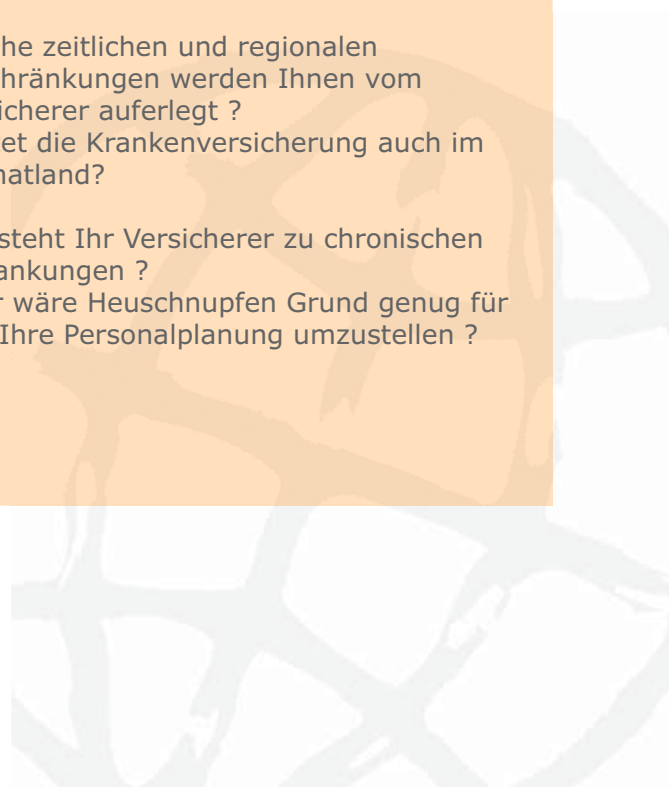 he zeitlichen und regionalen
hränkungen werden Ihnen vom
icherer auferlegt ?
et die Krankenversicherung auch im
natland?
steht Ihr Versicherer zu chronischen
ankungen ?
r wäre Heuschnupfen Grund genug für
Ihre Personalplanung umzustellen ?